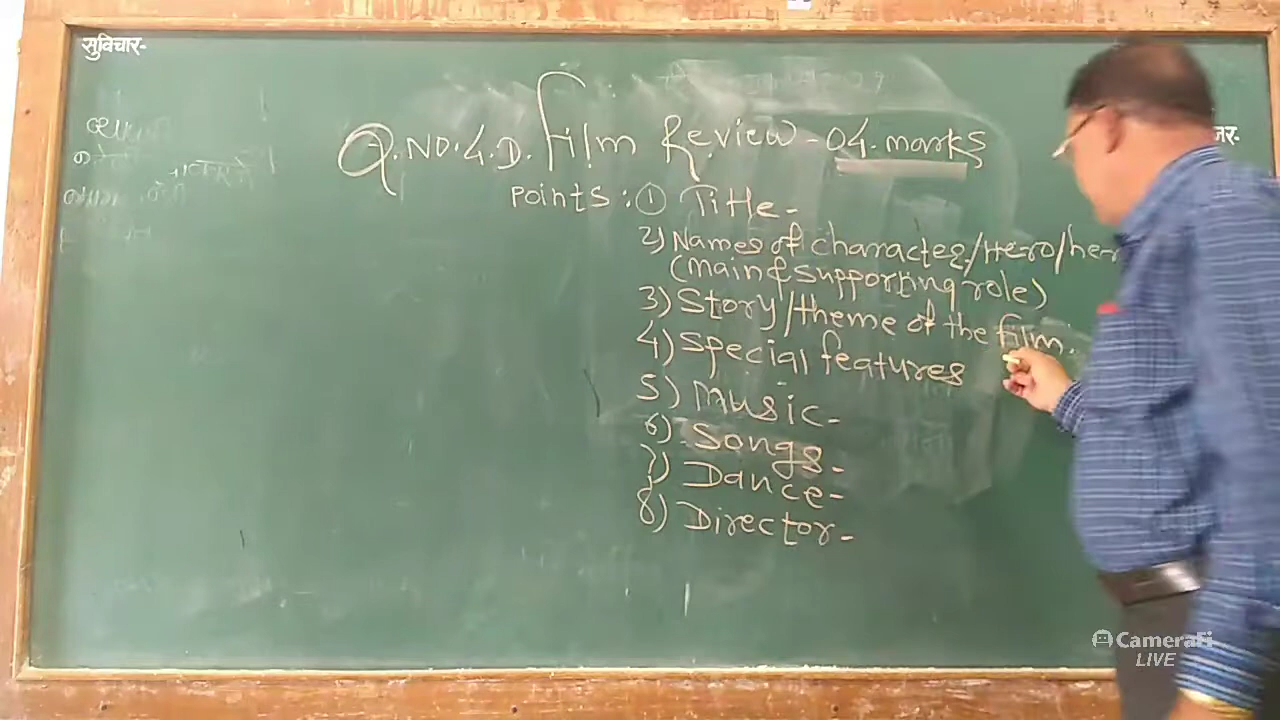 सुविचार-
Q.No.4.D. Film Review - 04 marks
Points : ① Title -
2) Names of character/Hero/her
(main & supporting role)
3) Story/theme of the film.
4) Special features
5) Music -
6) Songs -
7) Dance -
8) Director -
CameraFi
LIVE